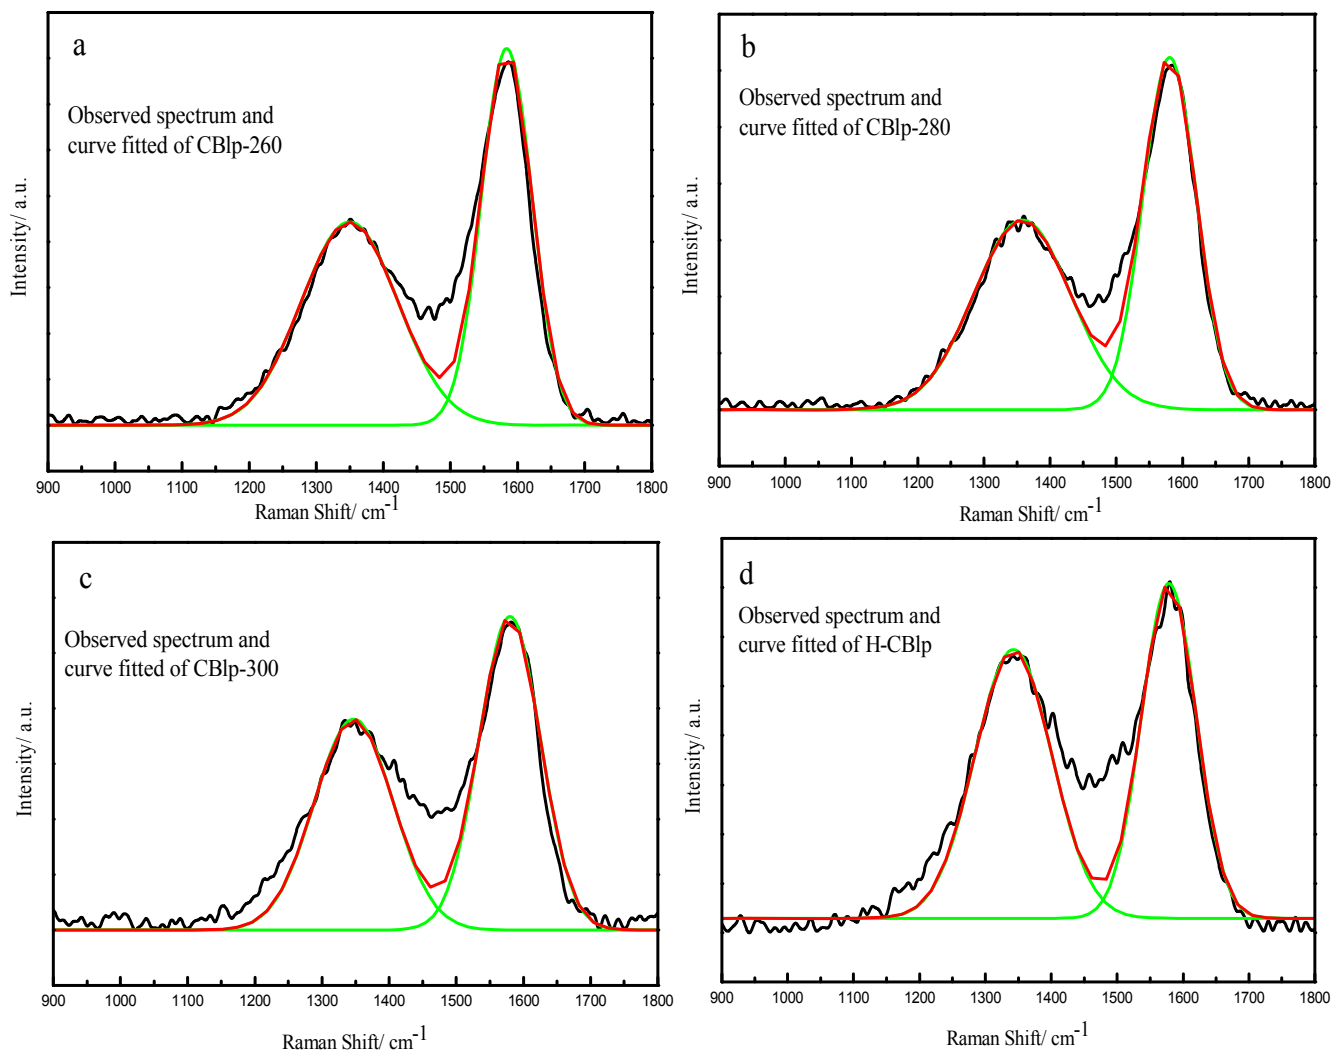 a
Observed spectrum and
curve fitted of CBlp-260
Intensity/ a.u.
900 1000 1100 1200 1300 1400 1500 1600 1700 1800
Raman Shift/ cm-1
b
Observed spectrum and
curve fitted of CBlp-280
Intensity/ a.u.
900 1000 1100 1200 1300 1400 1500 1600 1700 1800
Raman Shift/ cm-1
c
Observed spectrum and
curve fitted of CBlp-300
Intensity/ a.u.
900 1000 1100 1200 1300 1400 1500 1600 1700 1800
Raman Shift/ cm-1
d
Observed spectrum and
curve fitted of H-CBlp
Intensity/ a.u.
900 1000 1100 1200 1300 1400 1500 1600 1700 1800
Raman Shift/ cm-1